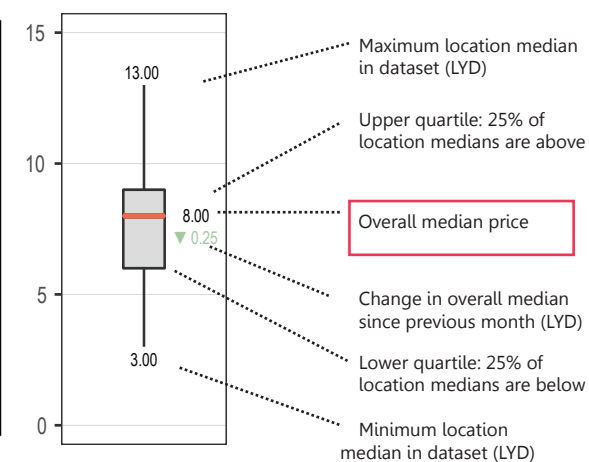 15
Maximum location median
in dataset (LYD)
13.00
Upper quartile: 25% of
location medians are above
10
8.00
Overall median price
▼ 0.25
5
Change in overall median
since previous month (LYD)
3.00
Lower quartile: 25% of
location medians are below
0
Minimum location
median in dataset (LYD)